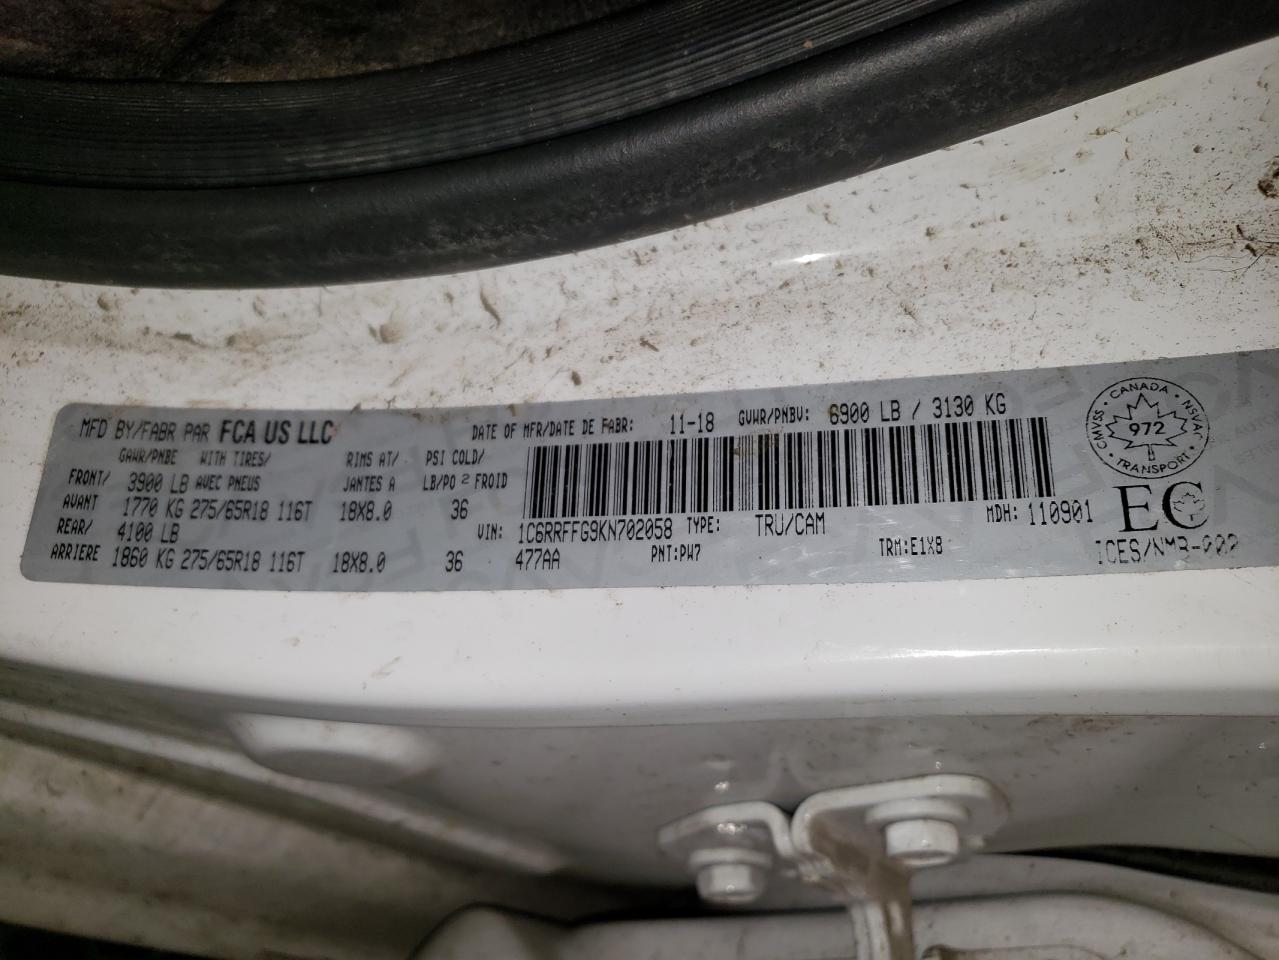 MFD BY/FABR PAR FCA US LLC
DATE OF MFR/DATE DE FABR: 11-18 GVWR/PNBV: 6900 LB / 3130 KG
GAWR/PNBE WITH TIRES/ RIMS AT/ PSI COLD/
FRONT/ 3900 LB AVEC PNEUS JANTES A LB/PO 2 FROID
AVANT 1770 KG 275/65R18 116T 18X8.0 36
REAR/ 4100 LB
ARRIERE 1860 KG 275/65R18 116T 18X8.0 36
VIN: 1C6RRFFG9KN702058 TYPE: TRU/CAM MDH: 110901
477AA PNT:PW7 TRM:E1X8
CANADA
CMVSS NSVAC
972
TRANSPORT
EC
ICES/NMB-002